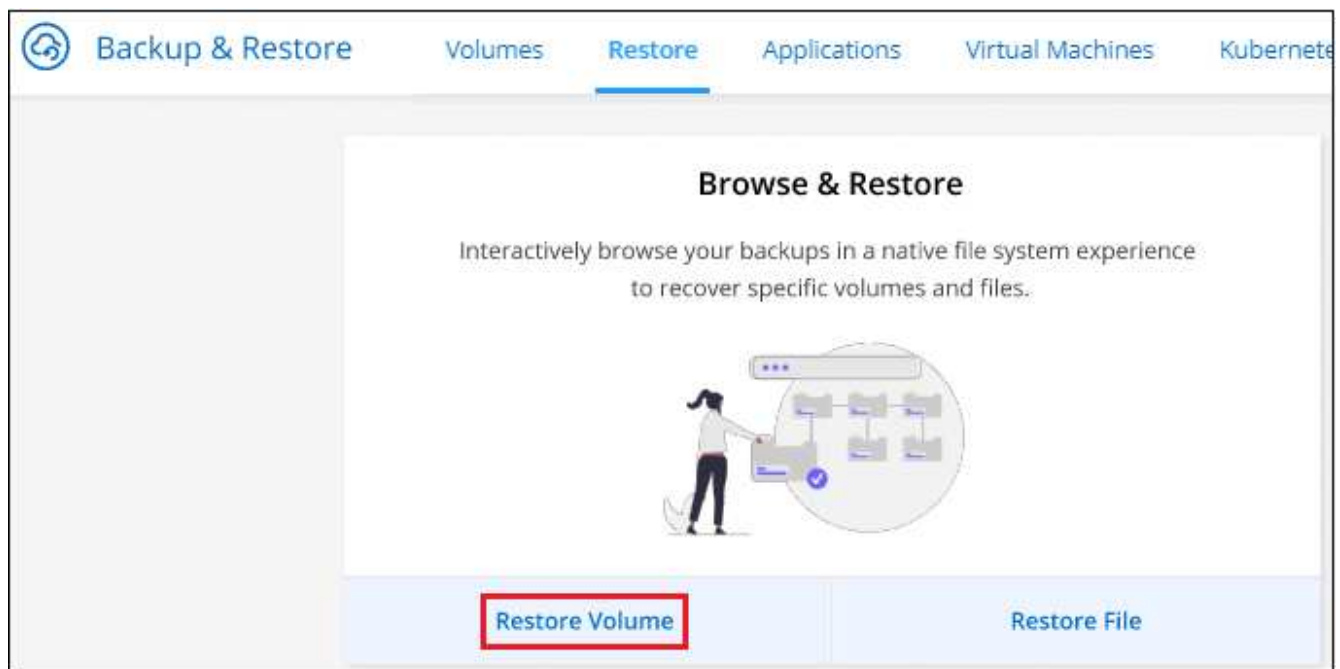 Backup & Restore Volumes Restore Applications Virtual Machines Kubernete
Browse & Restore
Interactively browse your backups in a native file system experience
to recover specific volumes and files.
Restore Volume Restore File